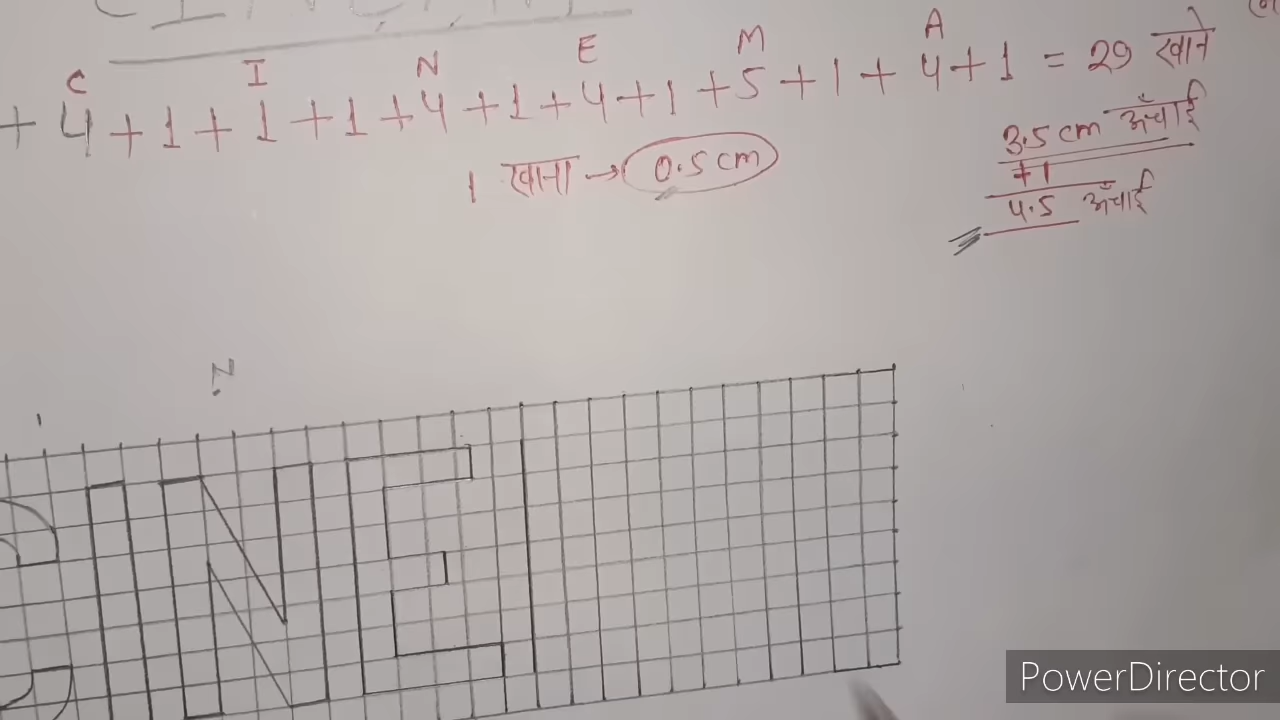 C I N E M A
+ 4 + 1 + 1 + 1 + 4 + 1 + 4 + 1 + 5 + 1 + 4 + 1 = 29 खाने
1 खाना → 0.5 cm
3.5 cm ऊँचाई
+1
4.5 ऊँचाई
N
INE
PowerDirector